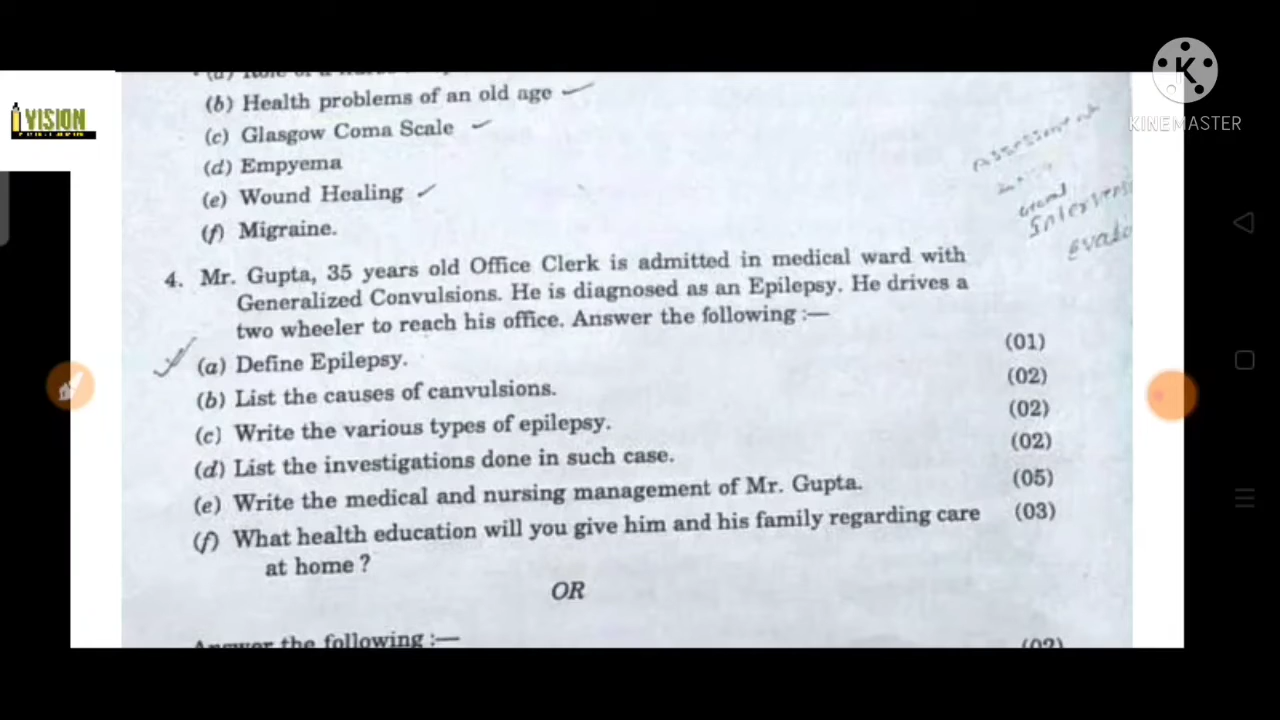 (b) Health problems of an old age
(c) Glasgow Coma Scale
(d) Empyema
(e) Wound Healing
(f) Migraine.
4. Mr. Gupta, 35 years old Office Clerk is admitted in medical ward with
Generalized Convulsions. He is diagnosed as an Epilepsy. He drives a
two wheeler to reach his office. Answer the following :—
(a) Define Epilepsy. (01)
(b) List the causes of canvulsions. (02)
(c) Write the various types of epilepsy. (02)
(d) List the investigations done in such case. (02)
(e) Write the medical and nursing management of Mr. Gupta. (05)
(f) What health education will you give him and his family regarding care (03)
at home ?
OR
Answer the following :— (02)
VISION
KINEMASTER